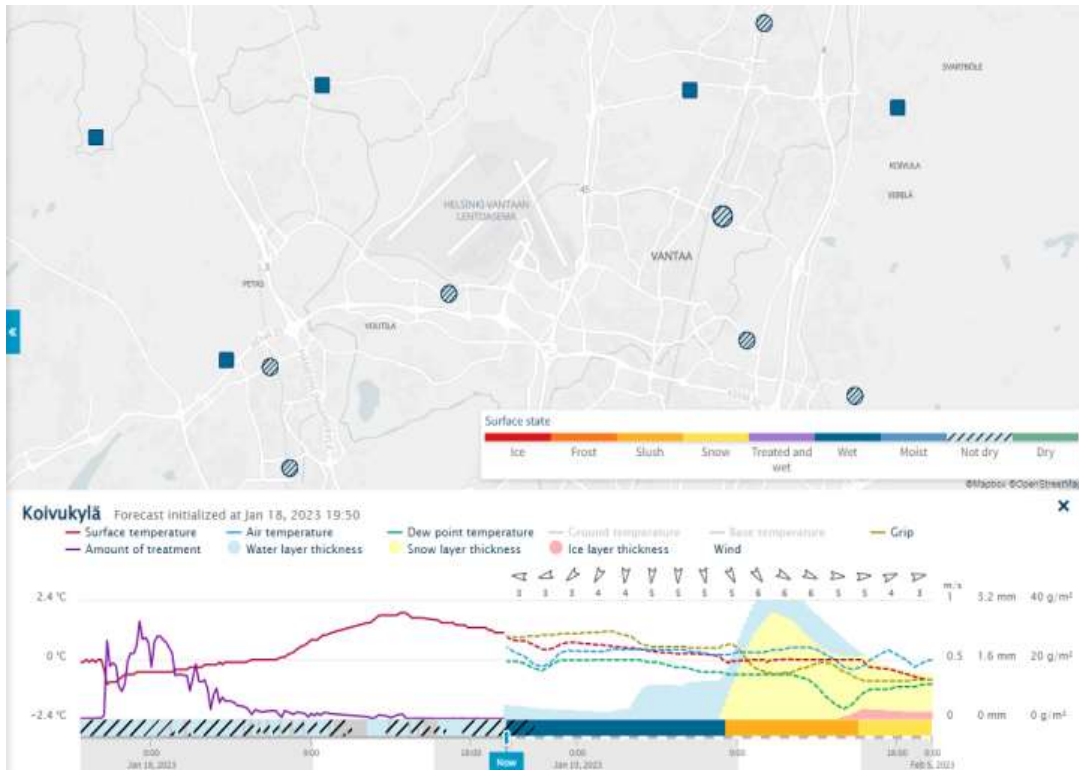 SVARTBÖLE
KOIVULA
VIERELÄ
45
4
3
HELSINKI-VANTAAN
LENTOASEMA
VANTAA
PETAS
VOUTILA
Surface state
Ice Frost Slush Snow Treated and wet Wet Moist Not dry Dry
©Mapbox ©OpenStreetMap
Koivukylä Forecast initialized at Jan 18, 2023 19:50
Surface temperature Air temperature Dew point temperature Ground temperature Base temperature Grip
Amount of treatment Water layer thickness Snow layer thickness Ice layer thickness Wind
3 3 3 4 4 5 5 5 5 6 6 6 5 5 4 3 m/s
2.4 °C 1 3.2 mm 40 g/m²
0 °C 0.5 1.6 mm 20 g/m²
-2.4 °C 0 0 mm 0 g/m²
0:00 9:00 18:00 0:00 9:00 18:00 0:00
Jan 18, 2023 Now Jan 19, 2023 Feb 5, 2023